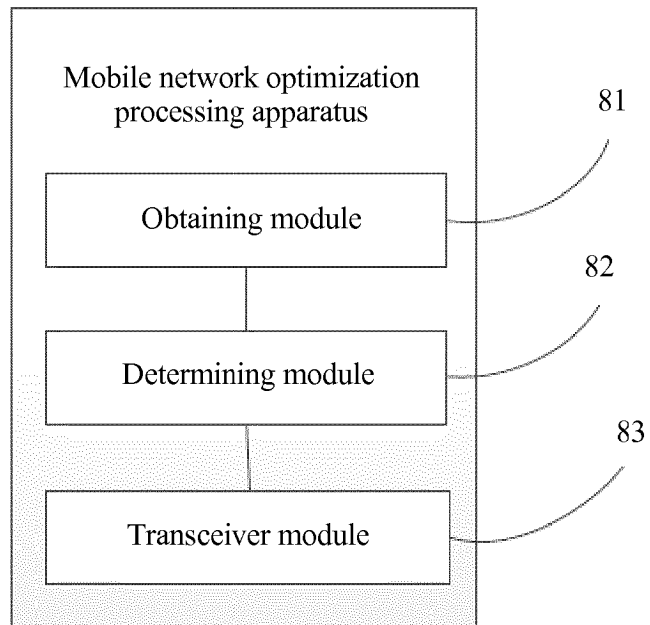 Mobile network optimization
processing apparatus
81
Obtaining module
82
Determining module
83
Transceiver module